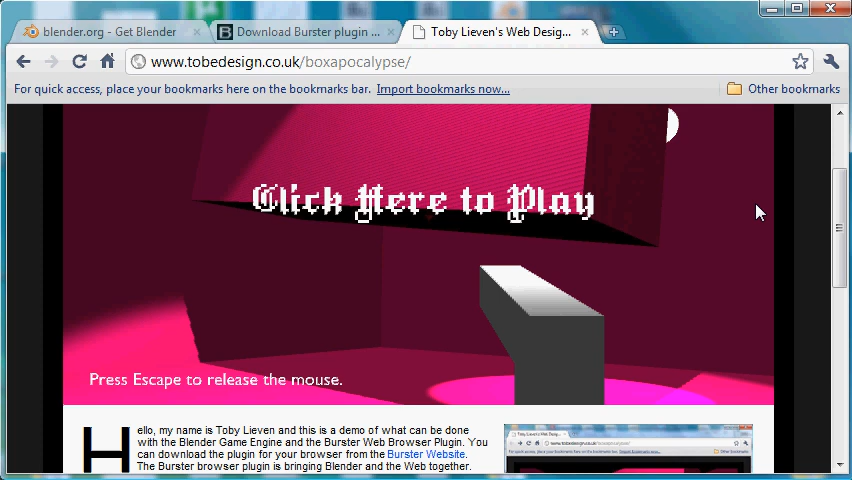 blender.org - Get Blender
Download Burster plugin ...
Toby Lieven's Web Desig...
www.tobedesign.co.uk/boxapocalypse/
For quick access, place your bookmarks here on the bookmarks bar. Import bookmarks now...
Other bookmarks
Click Here to Play
Press Escape to release the mouse.
Hello, my name is Toby Lieven and this is a demo of what can be done
with the Blender Game Engine and the Burster Web Browser Plugin. You
can download the plugin for your browser from the Burster Website.
The Burster browser plugin is bringing Blender and the Web together.